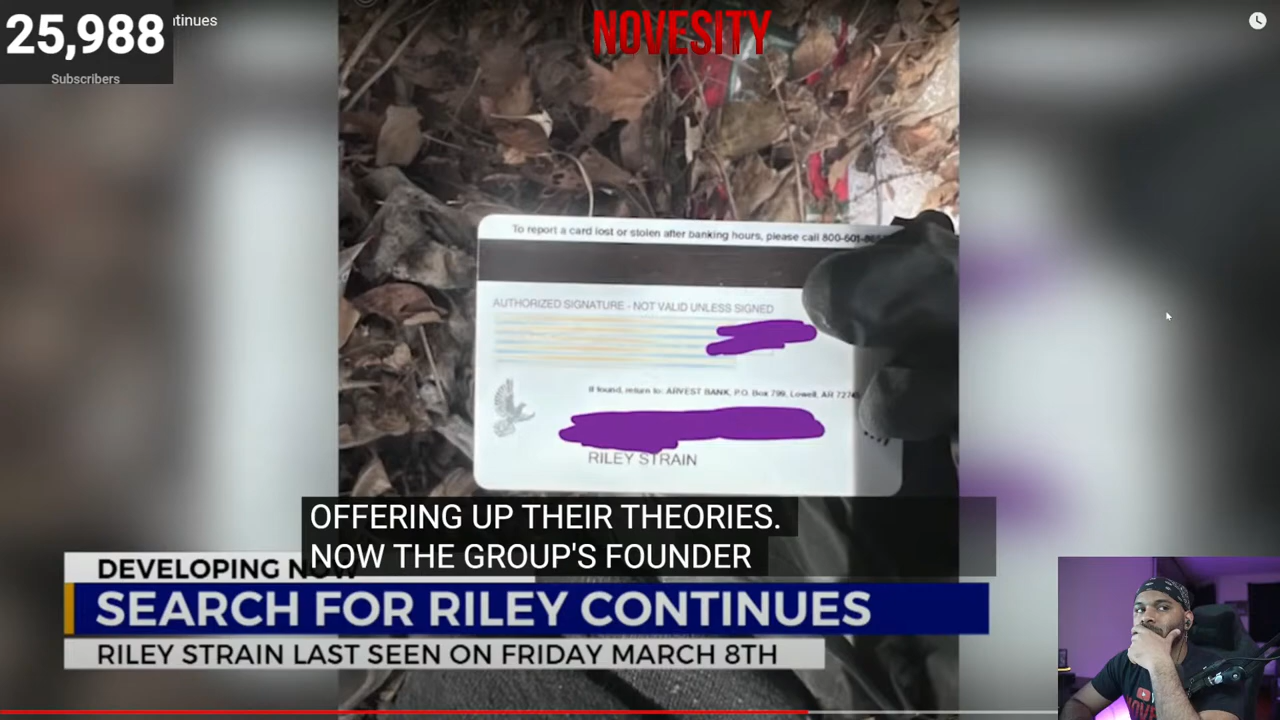 ntinues
25,988
Subscribers
NOVESITY
To report a card lost or stolen after banking hours, please call 800-601-
AUTHORIZED SIGNATURE - NOT VALID UNLESS SIGNED
If found, return to: ARVEST BANK, P.O. Box 799, Lowell, AR
RILEY STRAIN
OFFERING UP THEIR THEORIES.
NOW THE GROUP'S FOUNDER
DEVELOPING NOW
SEARCH FOR RILEY CONTINUES
RILEY STRAIN LAST SEEN ON FRIDAY MARCH 8TH